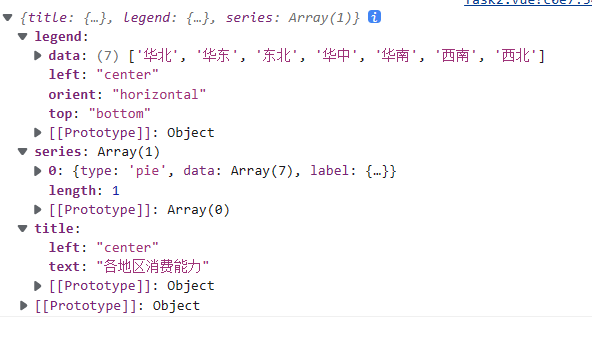 {title: {…}, legend: {…}, series: Array(1)} i
legend:
data: (7) ['华北', '华东', '东北', '华中', '华南', '西南', '西北']
left: "center"
orient: "horizontal"
top: "bottom"
[[Prototype]]: Object
series: Array(1)
0: {type: 'pie', data: Array(7), label: {…}}
length: 1
[[Prototype]]: Array(0)
title:
left: "center"
text: "各地区消费能力"
[[Prototype]]: Object
[[Prototype]]: Object